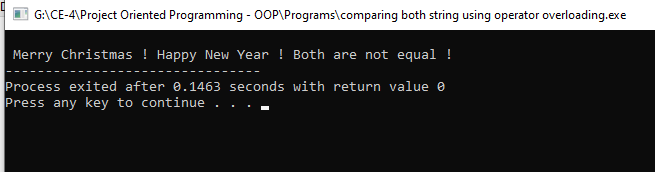 G:\CE-4\Project Oriented Programming - OOP\Programs\comparing both string using operator overloading.exe
Merry Christmas ! Happy New Year ! Both are not equal !
--------------------------------
Process exited after 0.1463 seconds with return value 0
Press any key to continue . . .